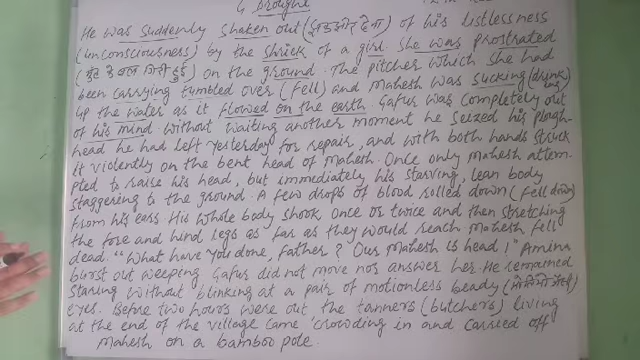 4 Drought
He was suddenly shaken out (झकझोर देना) of his listlessness
(unconsciousness) by the shrick of a girl. She was prostrated
(मुँह के बल गिरी हुई) on the ground. The pitcher which she had
been carrying tumbled over (fell) and Mahesh was sucking (drinking)
up the water as it flowed on the earth. Gafur was completely out
of his mind without waiting another moment he seized his plough-
head he had left yesterday for repair, and with both hands struck
it violently on the bent head of Mahesh. Once only Mahesh attem-
pted to raise his head, but immediately his starving, lean body
staggering to the ground. A few drops of blood rolled down (fell down)
from his ears His whole body shook once or twice and then stretching
the fore and hind legs as far as they would reach Mahesh fell
dead. "What have you done, father? Our Mahesh is head!" Amina
burst out weeping Gafur did not move nor answer her. He remained
staring without blinking at a pair of motionless beady
eyes. Before two hours were out the tanners (butchers) living
at the end of the village came crowding in and carried off
Mahesh on a bamboo pole.